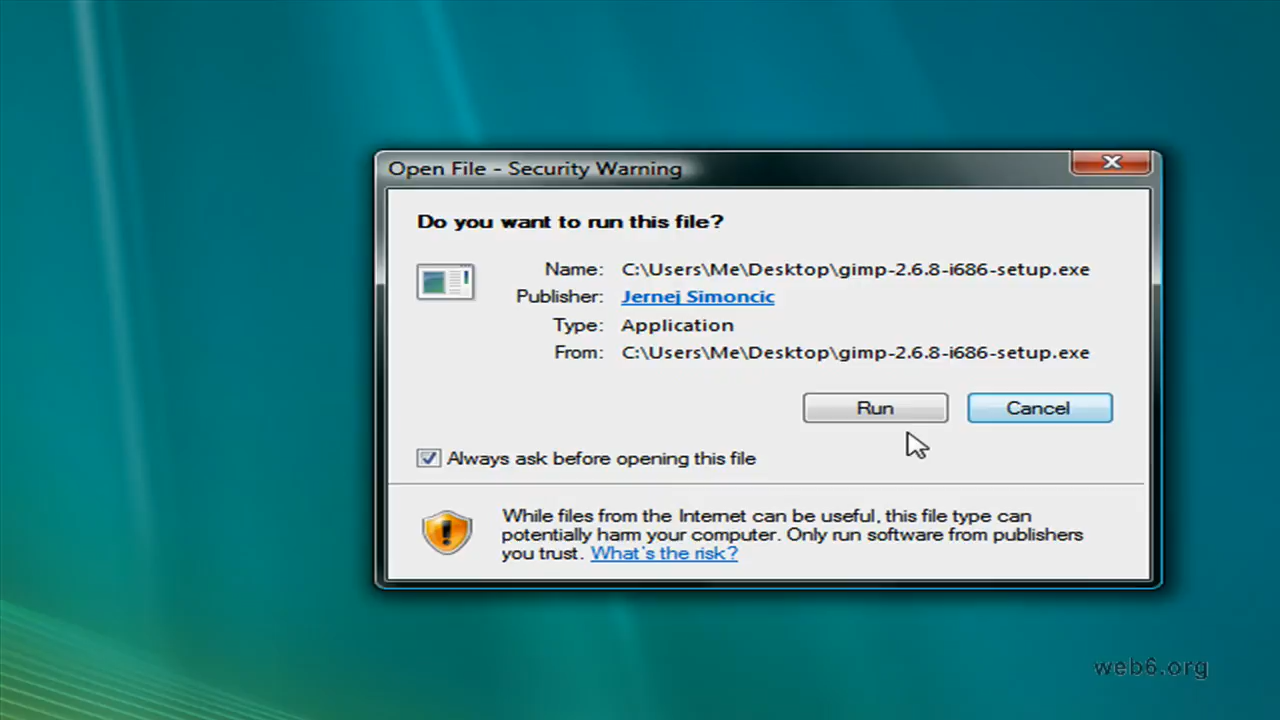 Open File - Security Warning
Do you want to run this file?
Name: C:\Users\Me\Desktop\gimp-2.6.8-i686-setup.exe
Publisher: Jernej Simoncic
Type: Application
From: C:\Users\Me\Desktop\gimp-2.6.8-i686-setup.exe
Run Cancel
Always ask before opening this file
While files from the Internet can be useful, this file type can
potentially harm your computer. Only run software from publishers
you trust. What's the risk?
web6.org